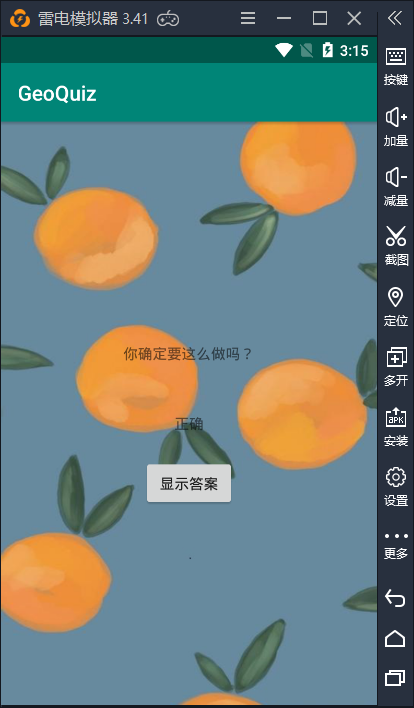 雷电模拟器 3.41
3:15
GeoQuiz
你确定要这么做吗？
正确
显示答案
按键
加量
减量
截图
定位
多开
APK
安装
设置
更多